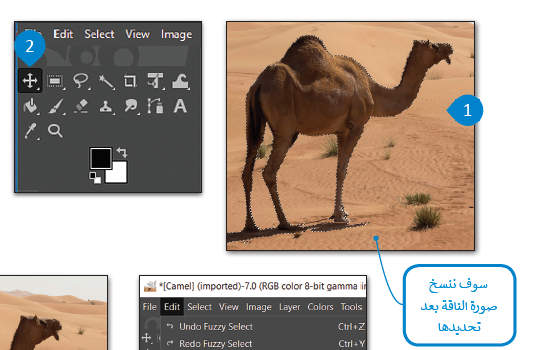 File Edit Select View Image
2
1
A
سوف ننسخ
صورة الناقة بعد
تحديدها
*[Camel] (imported)-7.0 (RGB color 8-bit gamma in
File Edit Select View Image Layer Colors Tools
Undo Fuzzy Select Ctrl+Z
Redo Fuzzy Select Ctrl+Y